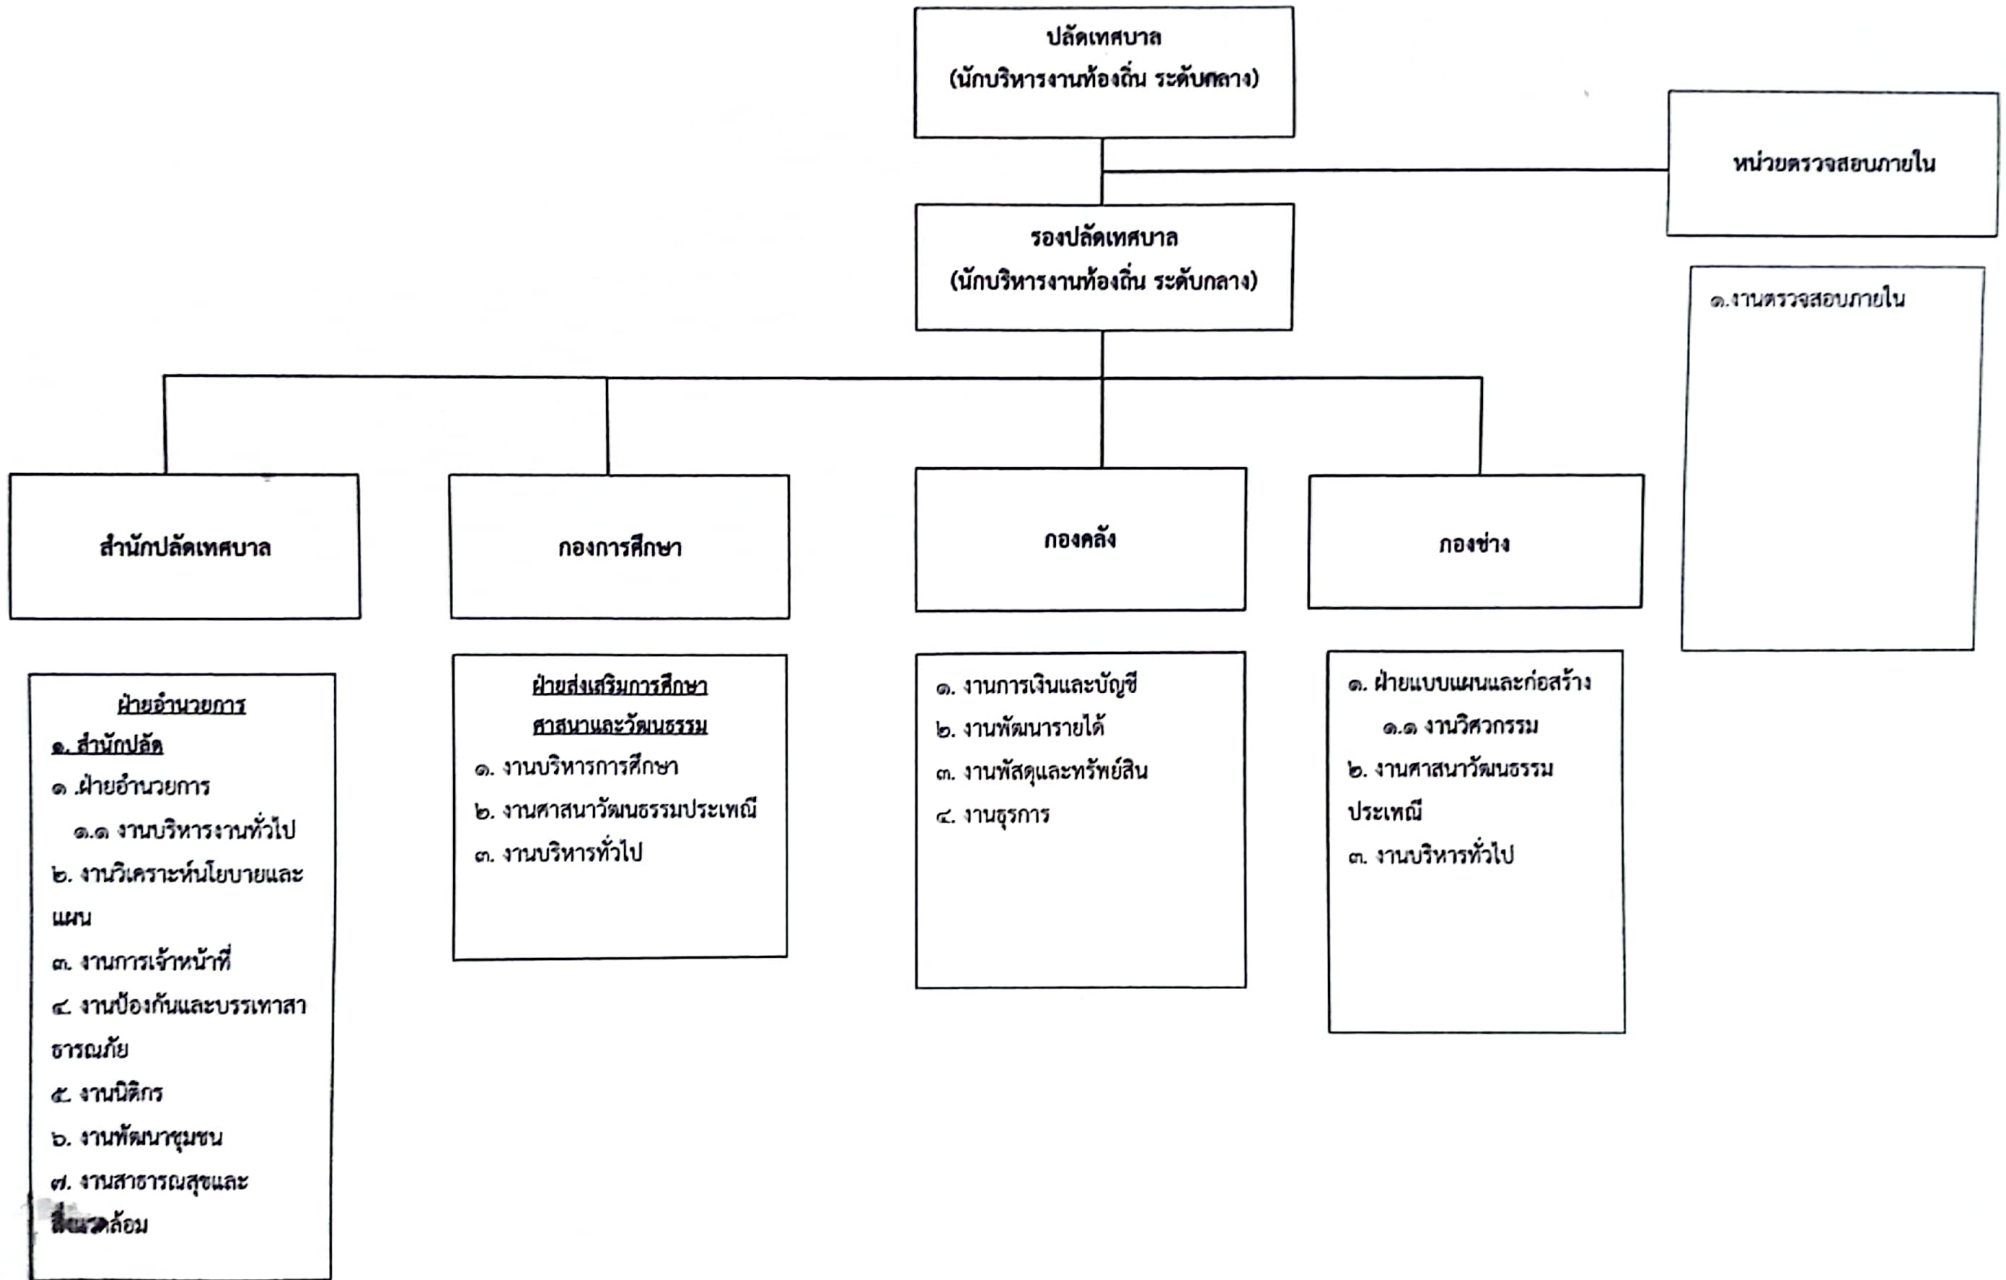 ปลัดเทศบาล
(นักบริหารงานท้องถิ่น ระดับกลาง)
หน่วยตรวจสอบภายใน
รองปลัดเทศบาล
(นักบริหารงานท้องถิ่น ระดับกลาง)
๑.งานตรวจสอบภายใน
สำนักปลัดเทศบาล
กองการศึกษา
กองคลัง
กองช่าง
ฝ่ายอำนวยการ
๑. สำนักปลัด
๑ .ฝ่ายอำนวยการ
๑.๑ งานบริหารงานทั่วไป
๒. งานวิเคราะห์นโยบายและ
แผน
๓. งานการเจ้าหน้าที่
๔. งานป้องกันและบรรเทาสา
ธารณภัย
๕. งานนิติกร
๖. งานพัฒนาชุมชน
๗. งานสาธารณสุขและ
สิ่งแวดล้อม
ฝ่ายส่งเสริมการศึกษา
ศาสนาและวัฒนธรรม
๑. งานบริหารการศึกษา
๒. งานศาสนาวัฒนธรรมประเพณี
๓. งานบริหารทั่วไป
๑. งานการเงินและบัญชี
๒. งานพัฒนารายได้
๓. งานพัสดุและทรัพย์สิน
๔. งานธุรการ
๑. ฝ่ายแบบแผนและก่อสร้าง
๑.๑ งานวิศวกรรม
๒. งานศาสนาวัฒนธรรม
ประเพณี
๓. งานบริหารทั่วไป